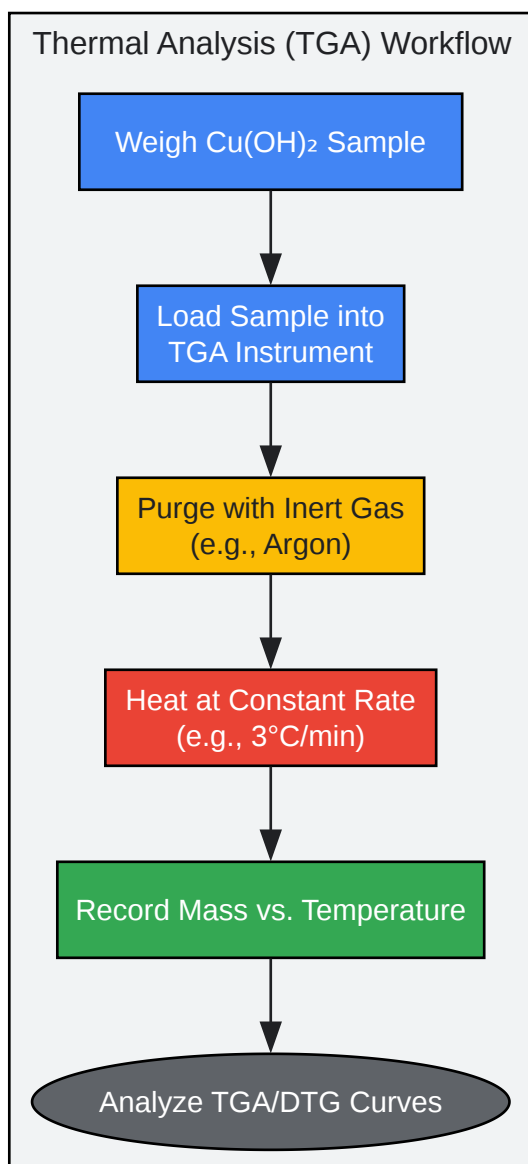 Thermal Analysis (TGA) Workflow
Weigh Cu(OH)₂ Sample
Load Sample into
TGA Instrument
Purge with Inert Gas
(e.g., Argon)
Heat at Constant Rate
(e.g., 3°C/min)
Record Mass vs. Temperature
Analyze TGA/DTG Curves